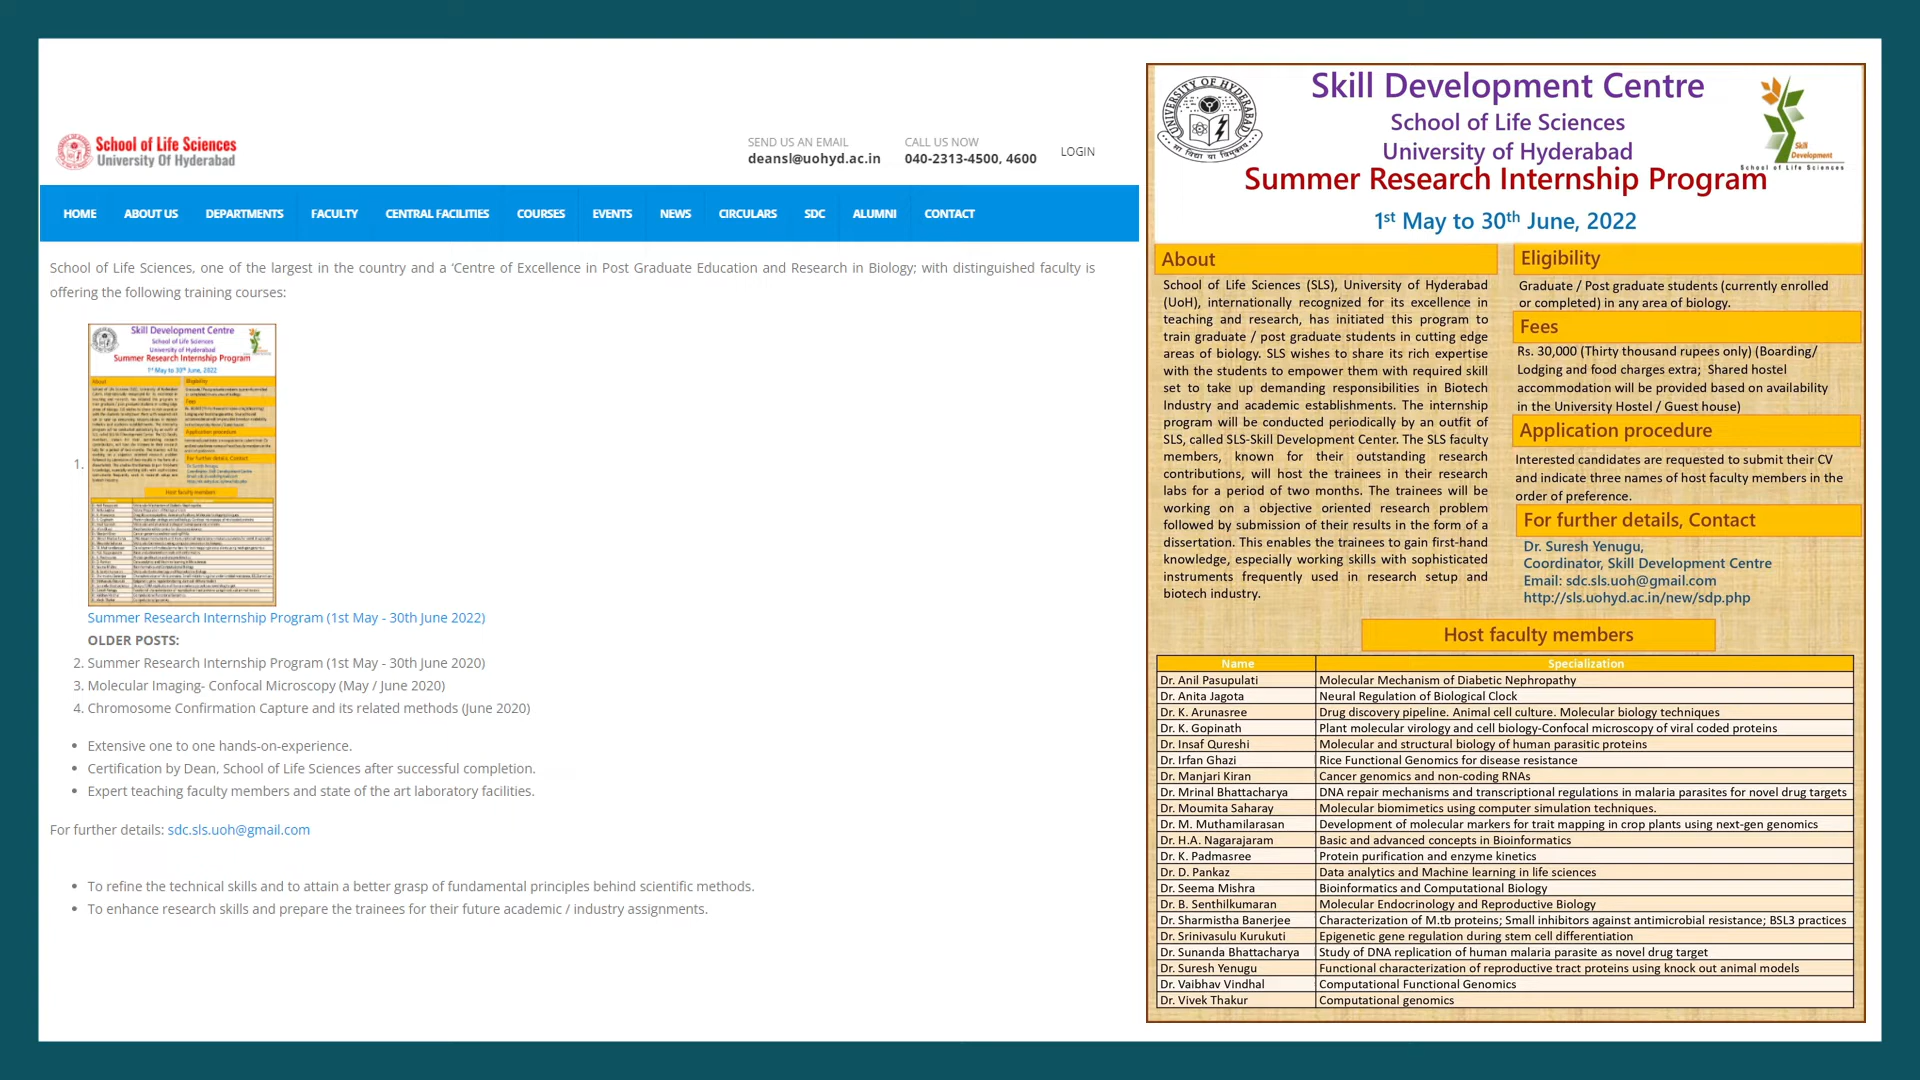 School of Life Sciences
University Of Hyderabad
SEND US AN EMAIL
deansl@uohyd.ac.in
CALL US NOW
040-2313-4500, 4600
LOGIN
HOME
ABOUT US
DEPARTMENTS
FACULTY
CENTRAL FACILITIES
COURSES
EVENTS
NEWS
CIRCULARS
SDC
ALUMNI
CONTACT
School of Life Sciences, one of the largest in the country and a ‘Centre of Excellence in Post Graduate Education and Research in Biology; with distinguished faculty is
offering the following training courses:
Skill Development Centre
School of Life Sciences
University of Hyderabad
Summer Research Internship Program
1st May to 30th June, 2022
1.
Summer Research Internship Program (1st May - 30th June 2022)
OLDER POSTS:
2. Summer Research Internship Program (1st May - 30th June 2020)
3. Molecular Imaging- Confocal Microscopy (May / June 2020)
4. Chromosome Confirmation Capture and its related methods (June 2020)
• Extensive one to one hands-on-experience.
• Certification by Dean, School of Life Sciences after successful completion.
• Expert teaching faculty members and state of the art laboratory facilities.
For further details: sdc.sls.uoh@gmail.com
• To refine the technical skills and to attain a better grasp of fundamental principles behind scientific methods.
• To enhance research skills and prepare the trainees for their future academic / industry assignments.
UNIVERSITY OF HYDERABAD
सा विद्या या विमुक्तये
Skill Development Centre
School of Life Sciences
University of Hyderabad
Summer Research Internship Program
1st May to 30th June, 2022
Skill
Development
School of Life Sciences
About
School of Life Sciences (SLS), University of Hyderabad
(UoH), internationally recognized for its excellence in
teaching and research, has initiated this program to
train graduate / post graduate students in cutting edge
areas of biology. SLS wishes to share its rich expertise
with the students to empower them with required skill
set to take up demanding responsibilities in Biotech
Industry and academic establishments. The internship
program will be conducted periodically by an outfit of
SLS, called SLS-Skill Development Center. The SLS faculty
members, known for their outstanding research
contributions, will host the trainees in their research
labs for a period of two months. The trainees will be
working on a objective oriented research problem
followed by submission of their results in the form of a
dissertation. This enables the trainees to gain first-hand
knowledge, especially working skills with sophisticated
instruments frequently used in research setup and
biotech industry.
Eligibility
Graduate / Post graduate students (currently enrolled
or completed) in any area of biology.
Fees
Rs. 30,000 (Thirty thousand rupees only) (Boarding/
Lodging and food charges extra; Shared hostel
accommodation will be provided based on availability
in the University Hostel / Guest house)
Application procedure
Interested candidates are requested to submit their CV
and indicate three names of host faculty members in the
order of preference.
For further details, Contact
Dr. Suresh Yenugu,
Coordinator, Skill Development Centre
Email: sdc.sls.uoh@gmail.com
http://sls.uohyd.ac.in/new/sdp.php
Host faculty members
Name Specialization
Dr. Anil Pasupulati Molecular Mechanism of Diabetic Nephropathy
Dr. Anita Jagota Neural Regulation of Biological Clock
Dr. K. Arunasree Drug discovery pipeline. Animal cell culture. Molecular biology techniques
Dr. K. Gopinath Plant molecular virology and cell biology-Confocal microscopy of viral coded proteins
Dr. Insaf Qureshi Molecular and structural biology of human parasitic proteins
Dr. Irfan Ghazi Rice Functional Genomics for disease resistance
Dr. Manjari Kiran Cancer genomics and non-coding RNAs
Dr. Mrinal Bhattacharya DNA repair mechanisms and transcriptional regulations in malaria parasites for novel drug targets
Dr. Moumita Saharay Molecular biomimetics using computer simulation techniques.
Dr. M. Muthamilarasan Development of molecular markers for trait mapping in crop plants using next-gen genomics
Dr. H.A. Nagarajaram Basic and advanced concepts in Bioinformatics
Dr. K. Padmasree Protein purification and enzyme kinetics
Dr. D. Pankaz Data analytics and Machine learning in life sciences
Dr. Seema Mishra Bioinformatics and Computational Biology
Dr. B. Senthilkumaran Molecular Endocrinology and Reproductive Biology
Dr. Sharmistha Banerjee Characterization of M.tb proteins; Small inhibitors against antimicrobial resistance; BSL3 practices
Dr. Srinivasulu Kurukuti Epigenetic gene regulation during stem cell differentiation
Dr. Sunanda Bhattacharya Study of DNA replication of human malaria parasite as novel drug target
Dr. Suresh Yenugu Functional characterization of reproductive tract proteins using knock out animal models
Dr. Vaibhav Vindhal Computational Functional Genomics
Dr. Vivek Thakur Computational genomics